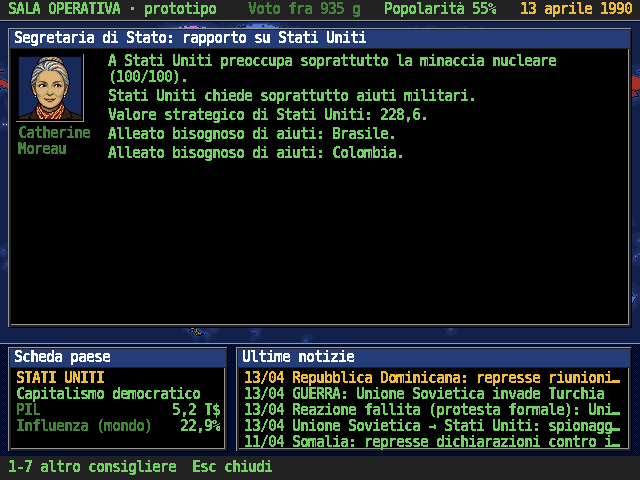 SALA OPERATIVA · prototipo Voto fra 935 g Popolarità 55% 13 aprile 1990
Segretaria di Stato: rapporto su Stati Uniti
A Stati Uniti preoccupa soprattutto la minaccia nucleare
(100/100).
Stati Uniti chiede soprattutto aiuti militari.
Valore strategico di Stati Uniti: 228,6.
Alleato bisognoso di aiuti: Brasile.
Alleato bisognoso di aiuti: Colombia.
Catherine
Moreau
Scheda paese
STATI UNITI
Capitalismo democratico
PIL 5,2 T$
Influenza (mondo) 22,9%
Ultime notizie
13/04 Repubblica Dominicana: represse riunioni…
13/04 GUERRA: Unione Sovietica invade Turchia
13/04 Reazione fallita (protesta formale): Uni…
13/04 Unione Sovietica → Stati Uniti: spionagg…
11/04 Somalia: represse dichiarazioni contro i…
1-7 altro consigliere Esc chiudi